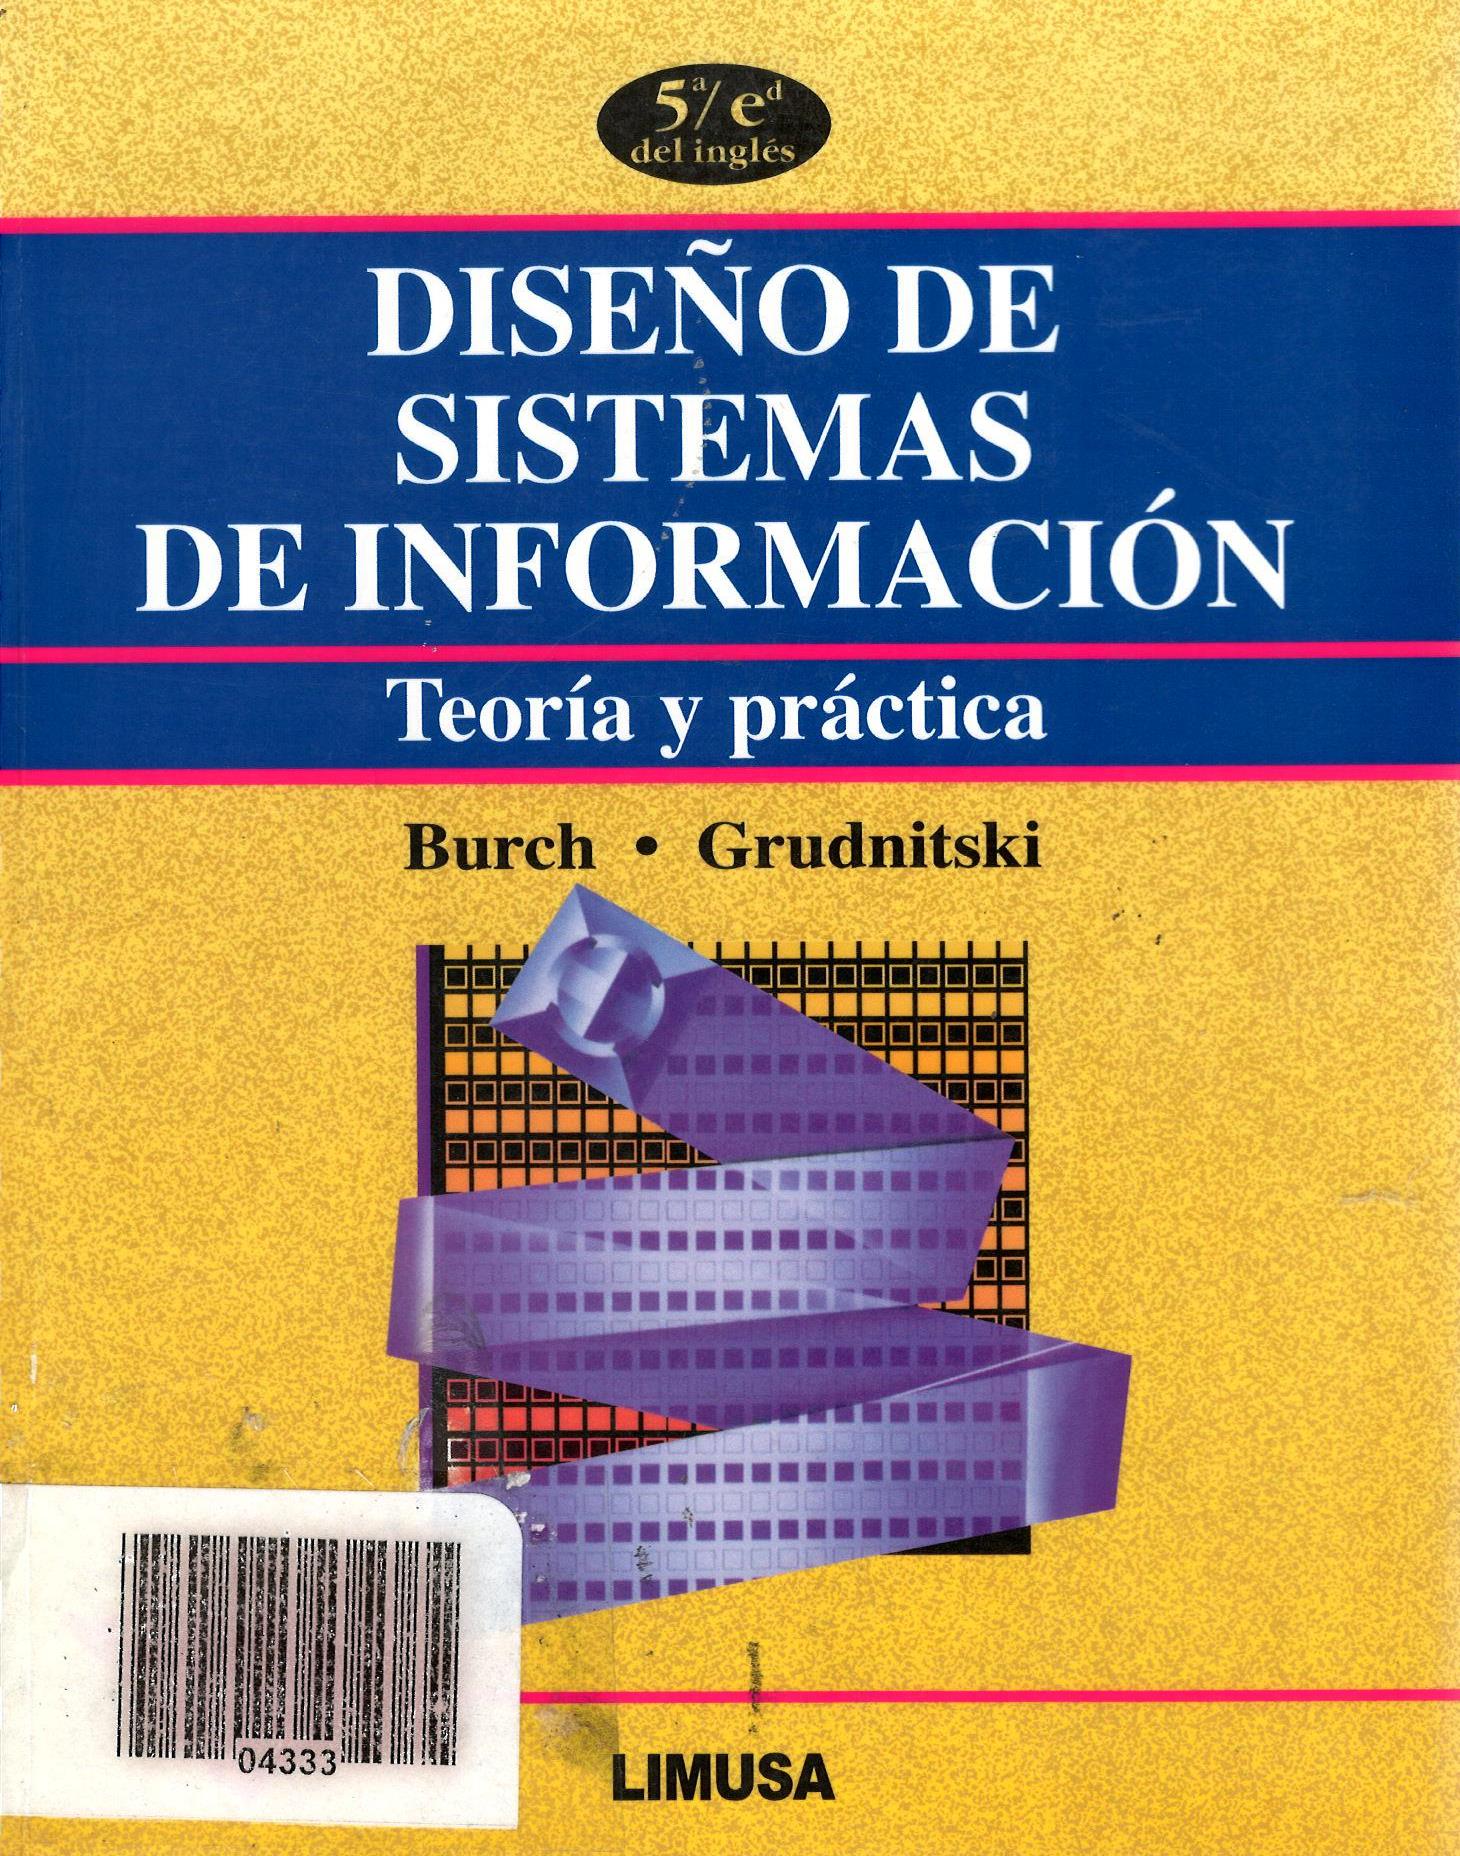 5ª/ eᵈ
del inglés
DISEÑO DE
SISTEMAS
DE INFORMACIÓN
Teoría y práctica
Burch • Grudnitski
04333
LIMUSA